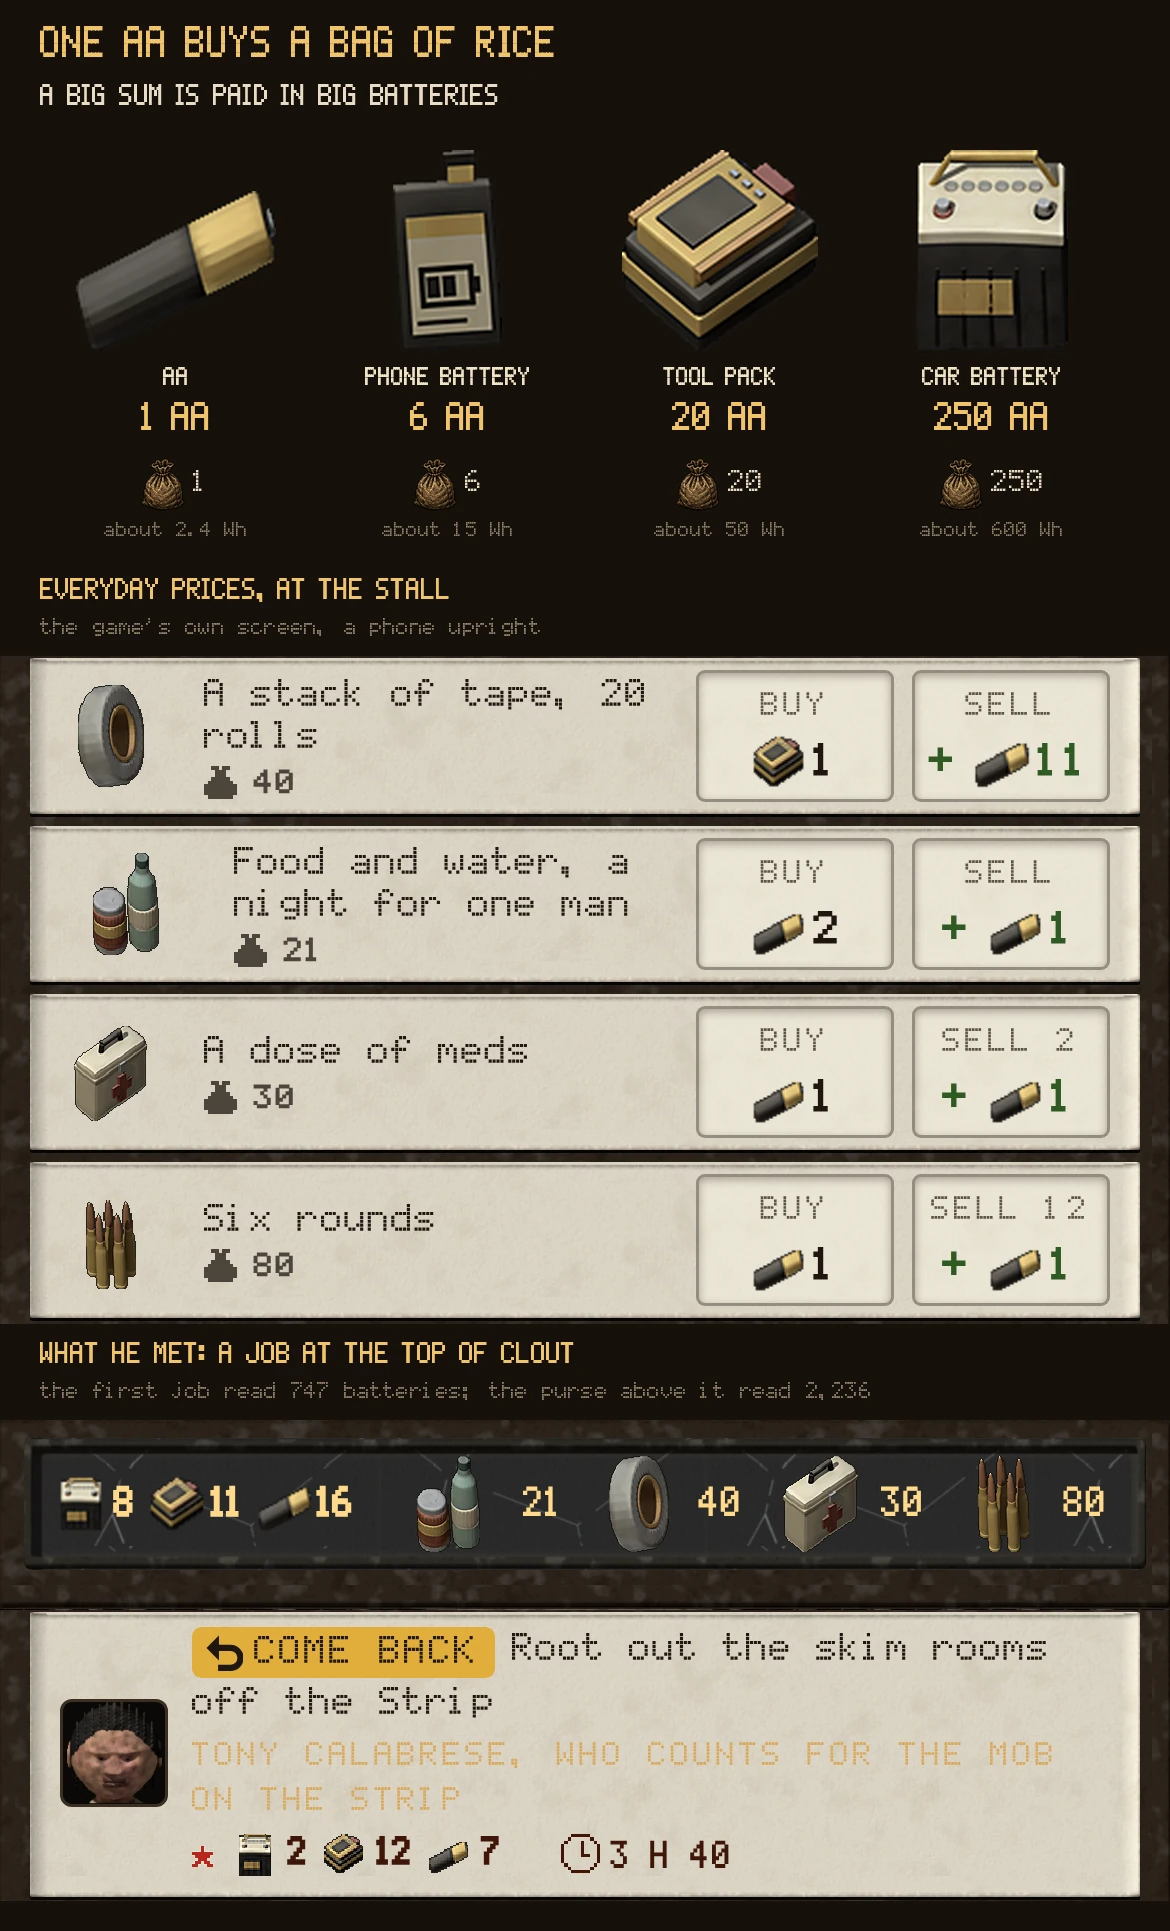 ONE AA BUYS A BAG OF RICE
A BIG SUM IS PAID IN BIG BATTERIES
AA PHONE BATTERY TOOL PACK CAR BATTERY
1 AA 6 AA 20 AA 250 AA
1 6 20 250
about 2.4 Wh about 15 Wh about 50 Wh about 600 Wh
EVERYDAY PRICES, AT THE STALL
the game's own screen, a phone upright
A stack of tape, 20
rolls
40
BUY
1
SELL
+ 11
Food and water, a
night for one man
21
BUY
2
SELL
+ 1
A dose of meds
30
BUY
1
SELL 2
+ 1
Six rounds
80
BUY
1
SELL 12
+ 1
WHAT HE MET: A JOB AT THE TOP OF CLOUT
the first job read 747 batteries; the purse above it read 2,236
8 11 16 21 40 30 80
COME BACK Root out the skim rooms
off the Strip
TONY CALABRESE, WHO COUNTS FOR THE MOB
ON THE STRIP
2 12 7 3 H 40